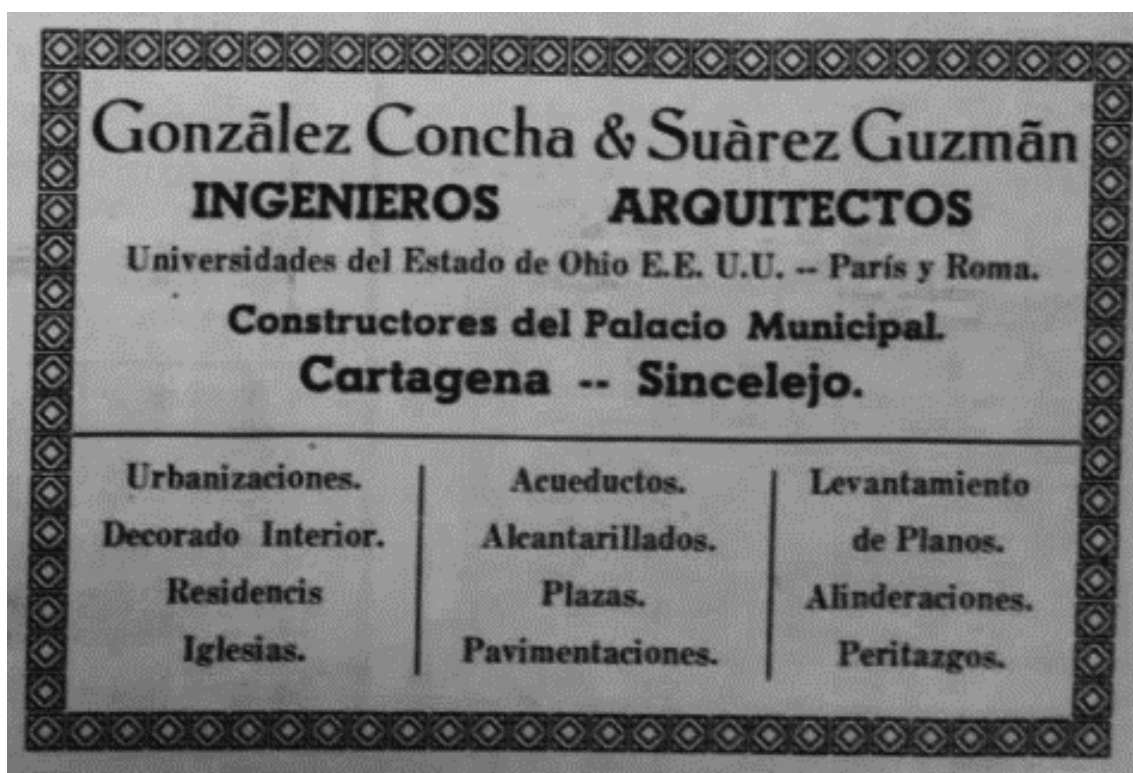 Gonzãlez Concha & Suàrez Guzmãn
INGENIEROS ARQUITECTOS
Universidades del Estado de Ohio E.E. U.U. -- París y Roma.
Constructores del Palacio Municipal.
Cartagena -- Sincelejo.
Urbanizaciones.
Decorado Interior.
Residencis
Iglesias.
Acueductos.
Alcantarillados.
Plazas.
Pavimentaciones.
Levantamiento
de Planos.
Alinderaciones.
Peritazgos.